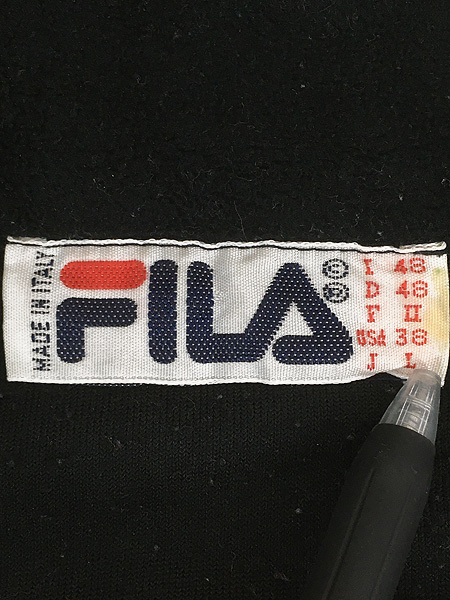 MADE IN ITALY
FILA
© ®
I 48
D 48
F II
USA 38
J L